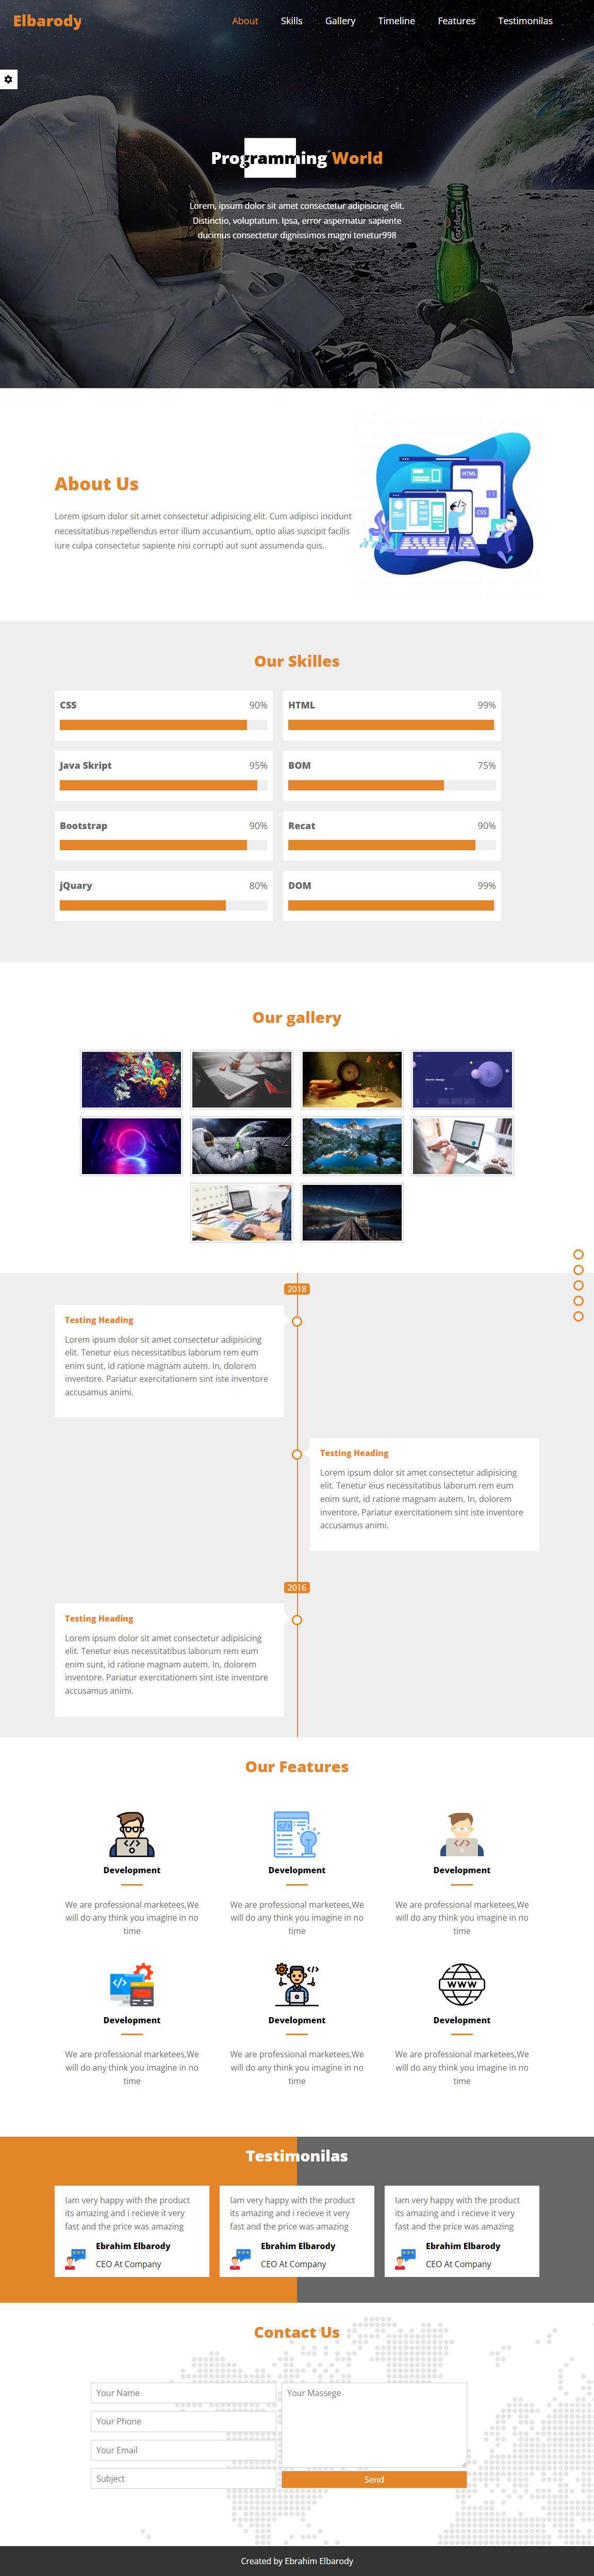 Elbarody
About Skills Gallery Timeline Features Testimonilas
Programming World
Lorem, ipsum dolor sit amet consectetur adipisicing elit.
Distinctio, voluptatum. Ipsa, error aspernatur sapiente
ducimus consectetur dignissimos magni tenetur998
About Us
Lorem ipsum dolor sit amet consectetur adipisicing elit. Cum adipisci incidunt
necessitatibus repellendus error illum accusantium, optio alias suscipit facilis
iure culpa consectetur sapiente nisi corrupti aut sunt assumenda quis.
HTML
CSS
Our Skilles
CSS 90%
HTML 99%
Java Skript 95%
BOM 75%
Bootstrap 90%
Recat 90%
jQuary 80%
DOM 99%
Our gallery
2018
Testing Heading
Lorem ipsum dolor sit amet consectetur adipisicing
elit. Tenetur eius necessitatibus laborum rem eum
enim sunt, id ratione magnam autem. In, dolorem
inventore. Pariatur exercitationem sint iste inventore
accusamus animi.
Testing Heading
Lorem ipsum dolor sit amet consectetur adipisicing
elit. Tenetur eius necessitatibus laborum rem eum
enim sunt, id ratione magnam autem. In, dolorem
inventore. Pariatur exercitationem sint iste inventore
accusamus animi.
2016
Testing Heading
Lorem ipsum dolor sit amet consectetur adipisicing
elit. Tenetur eius necessitatibus laborum rem eum
enim sunt, id ratione magnam autem. In, dolorem
inventore. Pariatur exercitationem sint iste inventore
accusamus animi.
Our Features
Development
We are professional marketees,We
will do any think you imagine in no
time
Development
We are professional marketees,We
will do any think you imagine in no
time
Development
We are professional marketees,We
will do any think you imagine in no
time
Development
We are professional marketees,We
will do any think you imagine in no
time
Development
We are professional marketees,We
will do any think you imagine in no
time
WWW
Development
We are professional marketees,We
will do any think you imagine in no
time
Testimonilas
Iam very happy with the product
its amazing and i recieve it very
fast and the price was amazing
Ebrahim Elbarody
CEO At Company
Iam very happy with the product
its amazing and i recieve it very
fast and the price was amazing
Ebrahim Elbarody
CEO At Company
Iam very happy with the product
its amazing and i recieve it very
fast and the price was amazing
Ebrahim Elbarody
CEO At Company
Contact Us
Your Name
Your Phone
Your Email
Subject
Your Massege
Send
Created by Ebrahim Elbarody